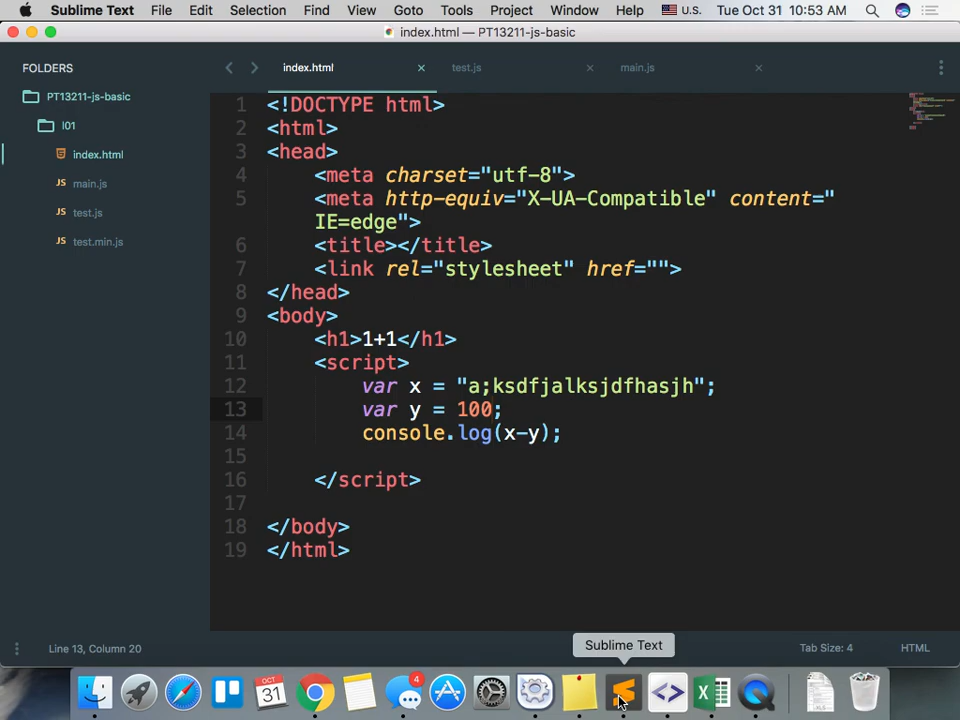 Sublime Text File Edit Selection Find View Goto Tools Project Window Help U.S. Tue Oct 31 10:53 AM
index.html — PT13211-js-basic
FOLDERS
PT13211-js-basic
l01
index.html
main.js
test.js
test.min.js
index.html × test.js × main.js ×
1 <!DOCTYPE html>
2 <html>
3 <head>
4 <meta charset="utf-8">
5 <meta http-equiv="X-UA-Compatible" content="
IE=edge">
6 <title></title>
7 <link rel="stylesheet" href="">
8 </head>
9 <body>
10 <h1>1+1</h1>
11 <script>
12 var x = "a;ksdfjalksjdfhasjh";
13 var y = 100;
14 console.log(x-y);
15
16 </script>
17
18 </body>
19 </html>
Line 13, Column 20 Tab Size: 4 HTML
Sublime Text
OCT
31
4